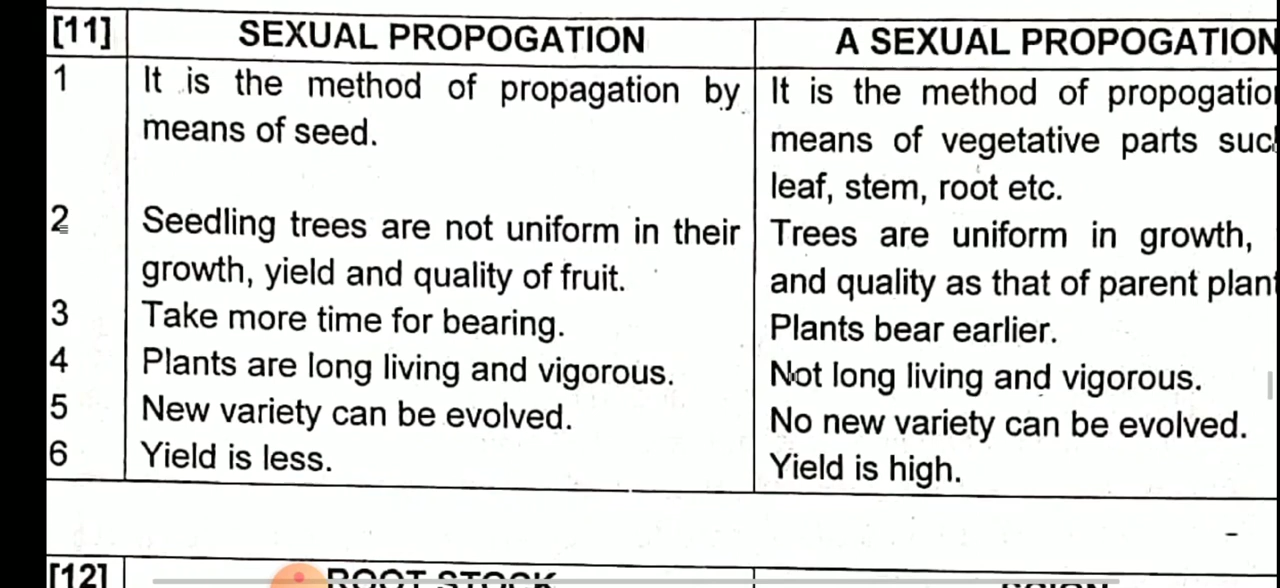 [11] SEXUAL PROPOGATION A SEXUAL PROPOGATION
1 It is the method of propagation by
means of seed.
It is the method of propogatio
means of vegetative parts suc
leaf, stem, root etc.
2 Seedling trees are not uniform in their
growth, yield and quality of fruit.
Trees are uniform in growth,
and quality as that of parent plant
3 Take more time for bearing. Plants bear earlier.
4 Plants are long living and vigorous. Not long living and vigorous.
5 New variety can be evolved. No new variety can be evolved.
6 Yield is less. Yield is high.
[12] ROOT STOCK SCION